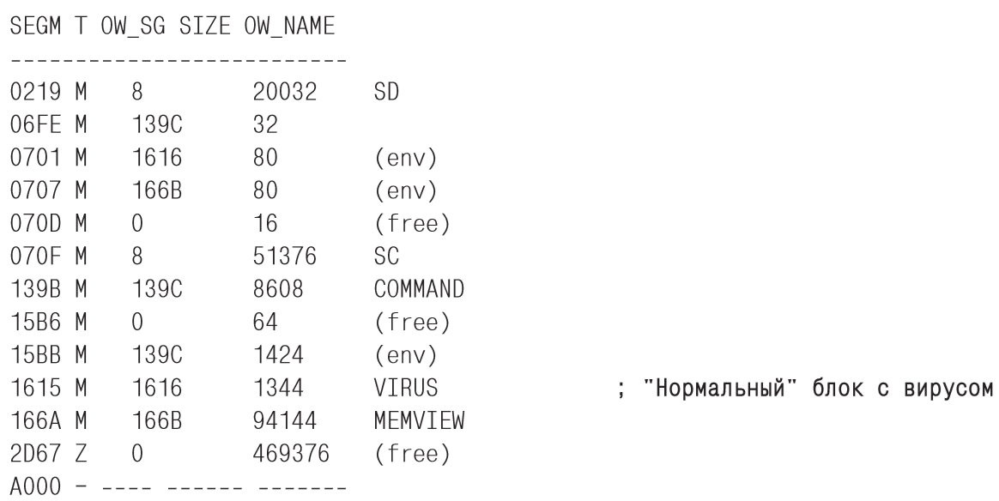 SEGM T OW_SG SIZE OW_NAME
--------------------------
0219 M 8 20032 SD
06FE M 139C 32
0701 M 1616 80 (env)
0707 M 166B 80 (env)
070D M 0 16 (free)
070F M 8 51376 SC
139B M 139C 8608 COMMAND
15B6 M 0 64 (free)
15BB M 139C 1424 (env)
1615 M 1616 1344 VIRUS ; "Нормальный" блок с вирусом
166A M 166B 94144 MEMVIEW
2D67 Z 0 469376 (free)
A000 - ---- ------ -------